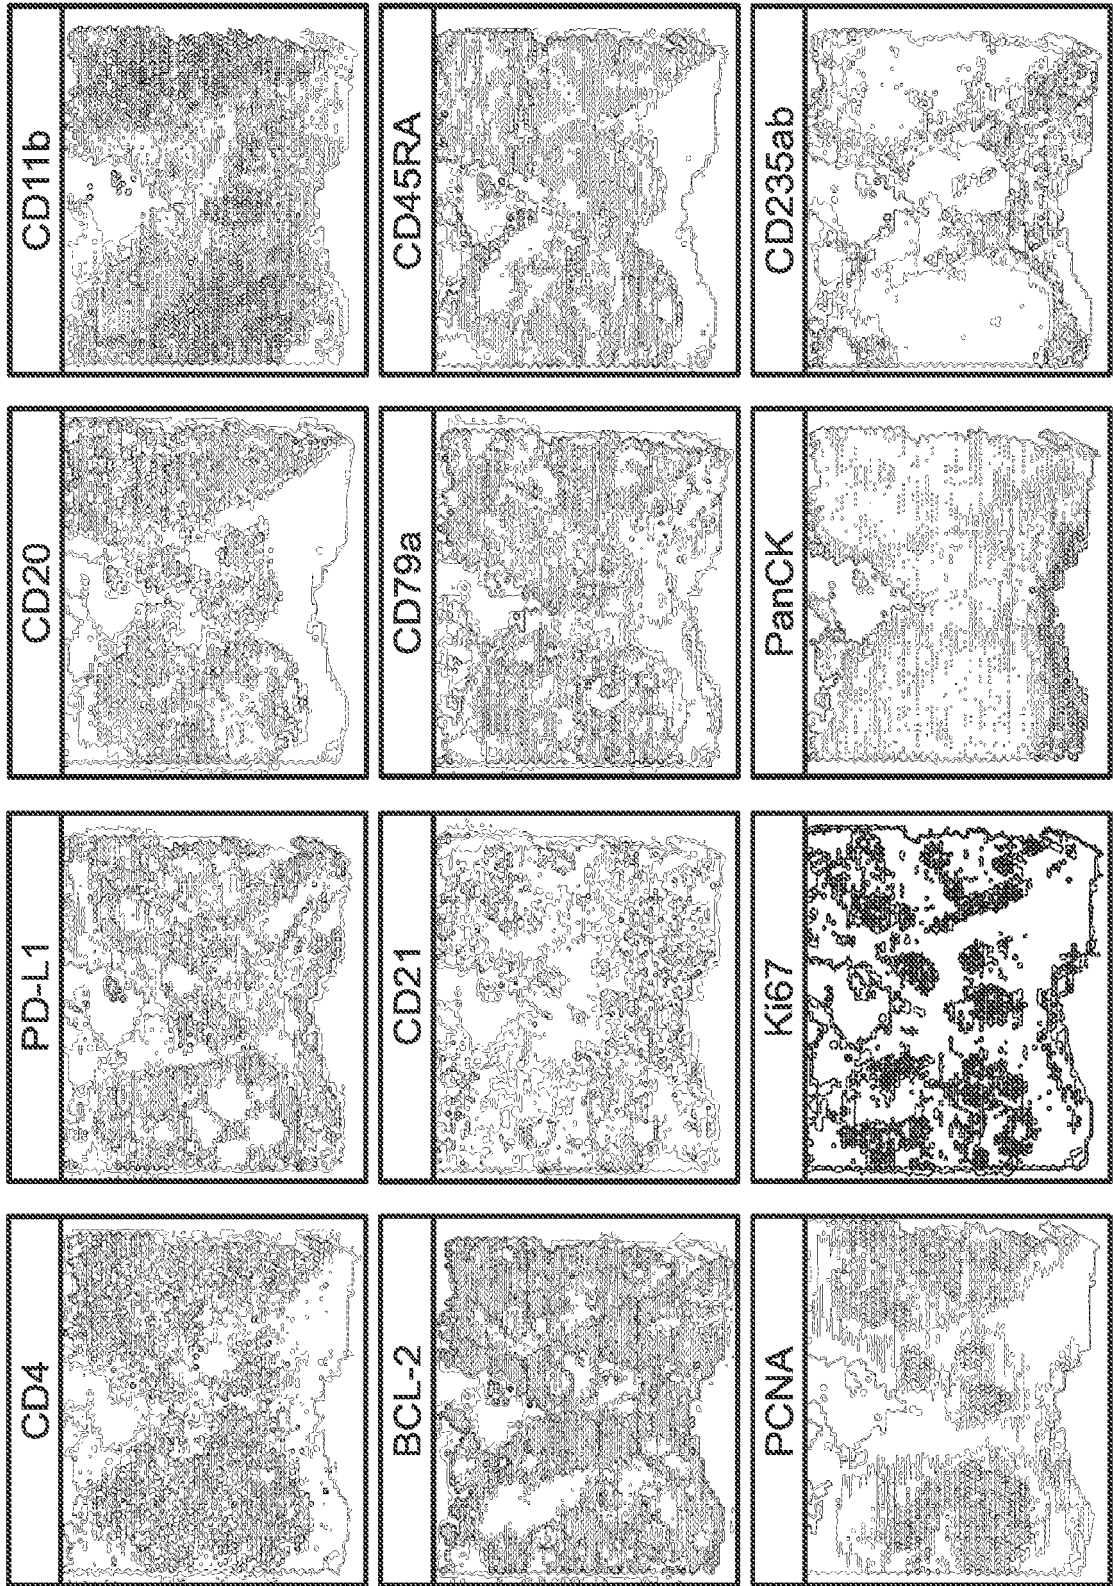 CD4
PD-L1
CD20
CD11b
BCL-2
CD21
CD79a
CD45RA
PCNA
Ki67
PanCK
CD235ab